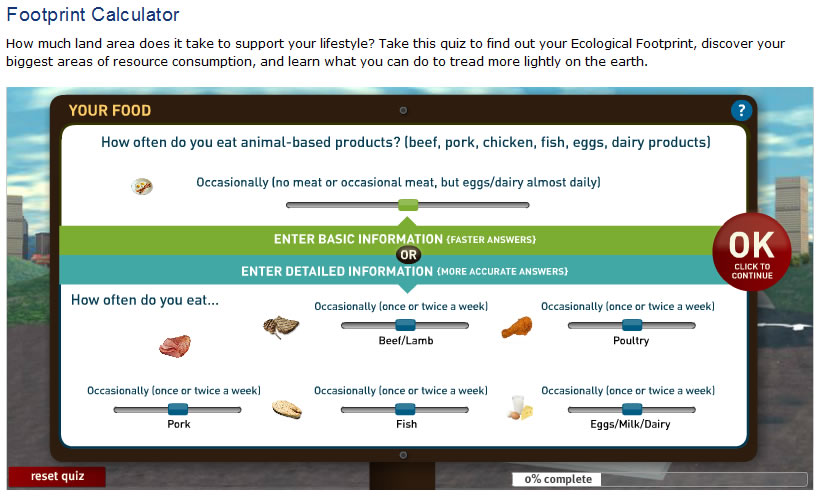 Footprint Calculator
How much land area does it take to support your lifestyle? Take this quiz to find out your Ecological Footprint, discover your
biggest areas of resource consumption, and learn what you can do to tread more lightly on the earth.
YOUR FOOD
?
How often do you eat animal-based products? (beef, pork, chicken, fish, eggs, dairy products)
Occasionally (no meat or occasional meat, but eggs/dairy almost daily)
ENTER BASIC INFORMATION {FASTER ANSWERS}
OR
ENTER DETAILED INFORMATION {MORE ACCURATE ANSWERS}
OK
CLICK TO
CONTINUE
How often do you eat...
Occasionally (once or twice a week)
Beef/Lamb
Occasionally (once or twice a week)
Poultry
Occasionally (once or twice a week)
Pork
Occasionally (once or twice a week)
Fish
Occasionally (once or twice a week)
Eggs/Milk/Dairy
reset quiz
0% complete